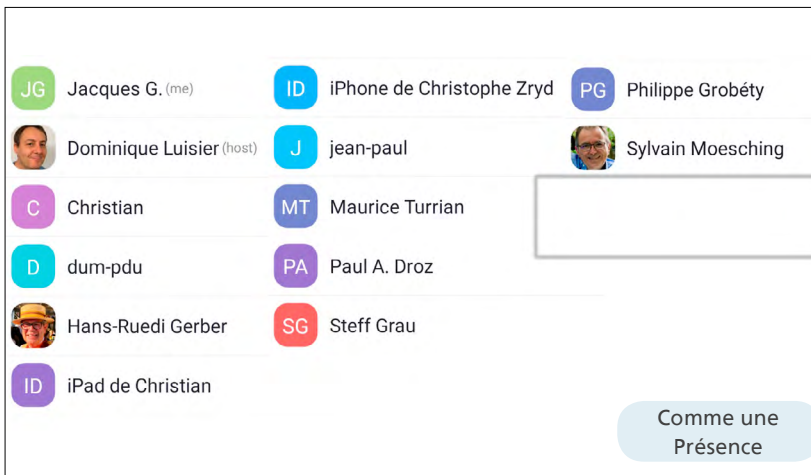 JG Jacques G. (me)
Dominique Luisier (host)
C Christian
D dum-pdu
Hans-Ruedi Gerber
ID iPad de Christian
ID iPhone de Christophe Zryd
J jean-paul
MT Maurice Turrian
PA Paul A. Droz
SG Steff Grau
PG Philippe Grobéty
Sylvain Moesching
Comme une
Présence